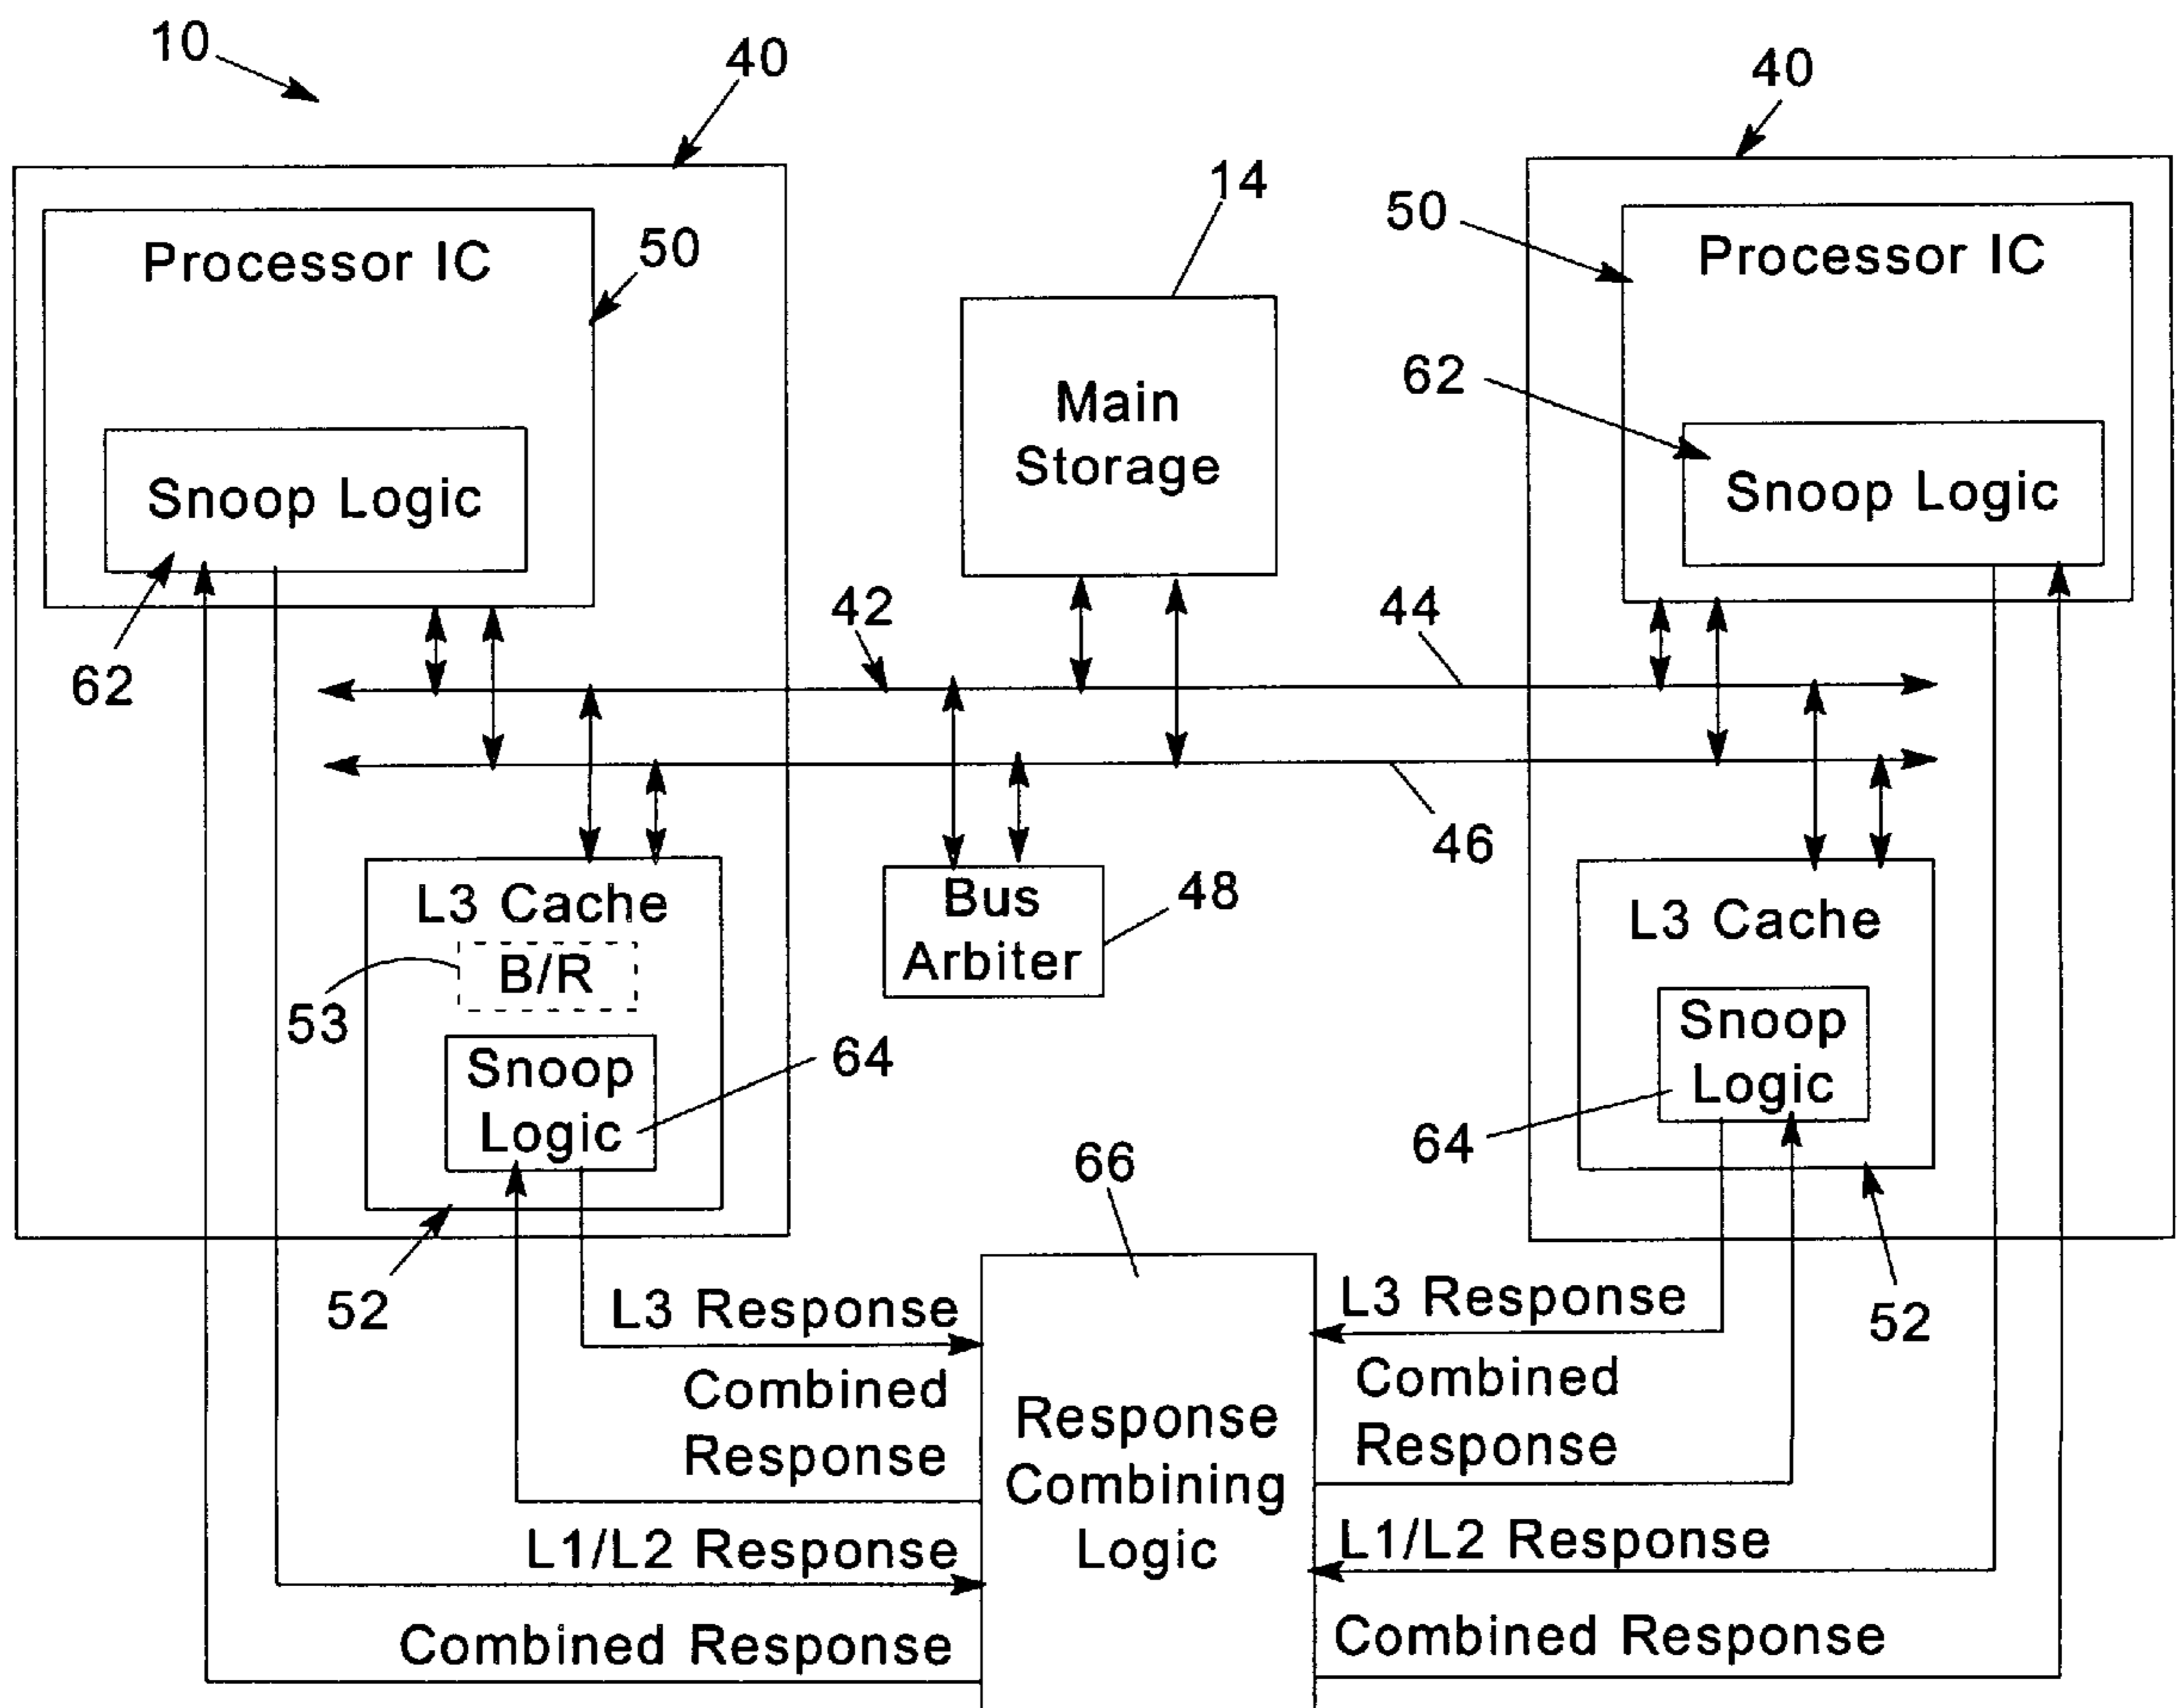 10
40
40
14
50
50
Processor IC
Processor IC
Main
Storage
62
Snoop Logic
Snoop Logic
42
44
62
46
L3 Cache
B/R
53
Bus
Arbiter
48
L3 Cache
Snoop
Logic
64
Snoop
Logic
64
66
52
52
L3 Response
L3 Response
Combined
Response
Combined
Response
Response
Combining
Logic
L1/L2 Response
L1/L2 Response
Combined Response
Combined Response